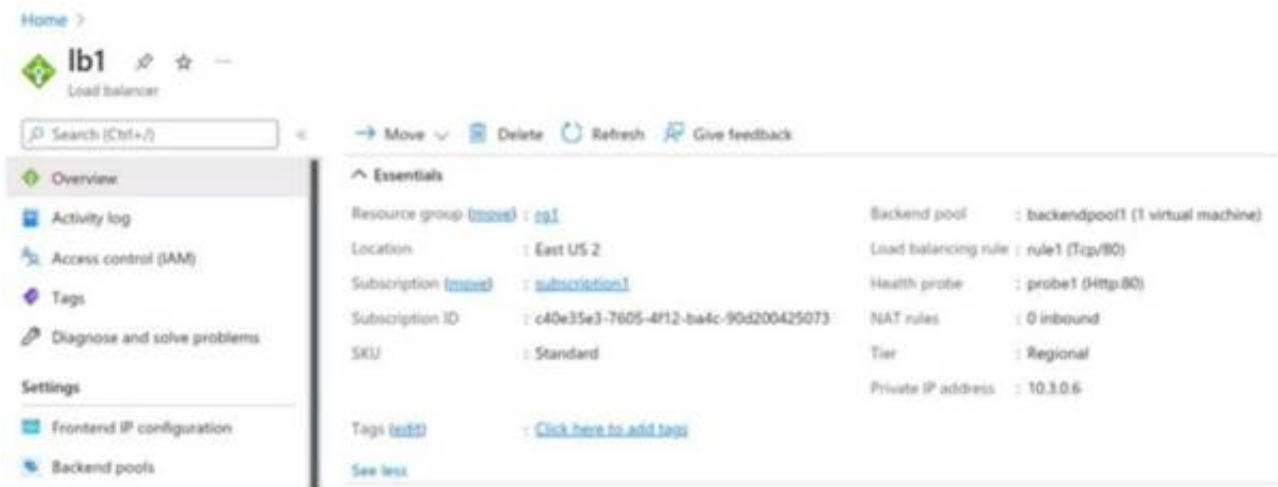 Home >
lb1
Load balancer
Search (Ctrl+/)
Overview
Activity log
Access control (IAM)
Tags
Diagnose and solve problems
Settings
Frontend IP configuration
Backend pools
Move Delete Refresh Give feedback
Essentials
Resource group (move) : rg1
Location : East US 2
Subscription (move) : subscription1
Subscription ID : c40e35e3-7605-4f12-ba4c-90d200425073
SKU : Standard
Backend pool : backendpool1 (1 virtual machine)
Load balancing rule : rule1 (Tcp/80)
Health probe : probe1 (Http:80)
NAT rules : 0 inbound
Tier : Regional
Private IP address : 10.3.0.6
Tags (edit) : Click here to add tags
See less